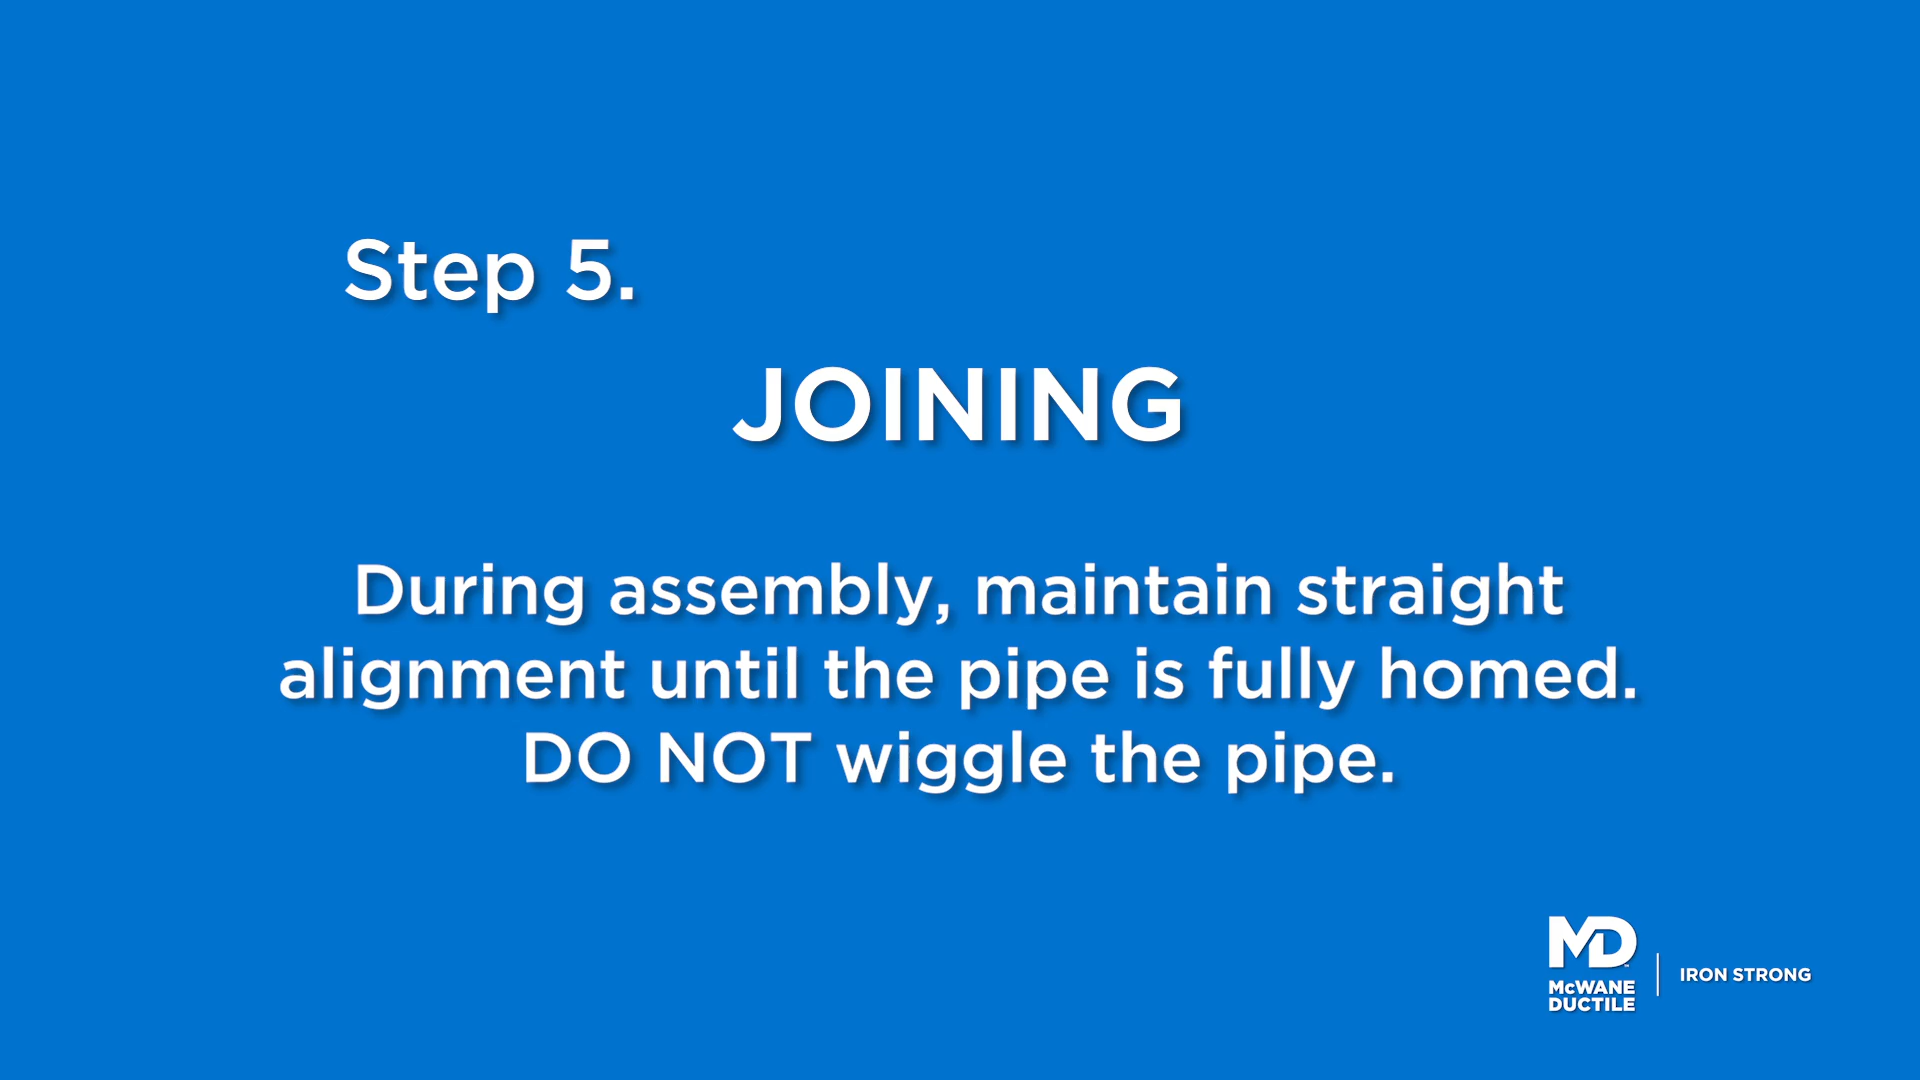 Step 5.
JOINING
During assembly, maintain straight
alignment until the pipe is fully homed.
DO NOT wiggle the pipe.
MD
McWANE
DUCTILE
IRON STRONG